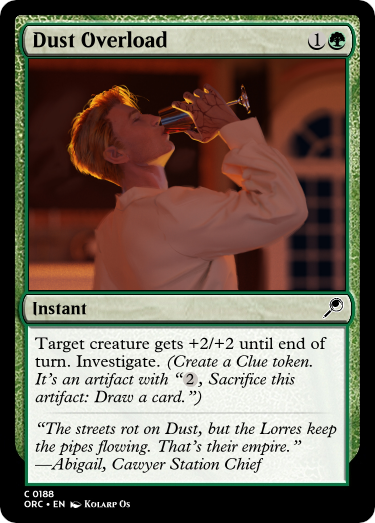 Dust Overload 1
Instant
Target creature gets +2/+2 until end of
turn. Investigate. (Create a Clue token.
It's an artifact with “2, Sacrifice this
artifact: Draw a card.”)
“The streets rot on Dust, but the Lorres keep
the pipes flowing. That's their empire.”
—Abigail, Cawyer Station Chief
C 0188
ORC • EN Kolarp Os